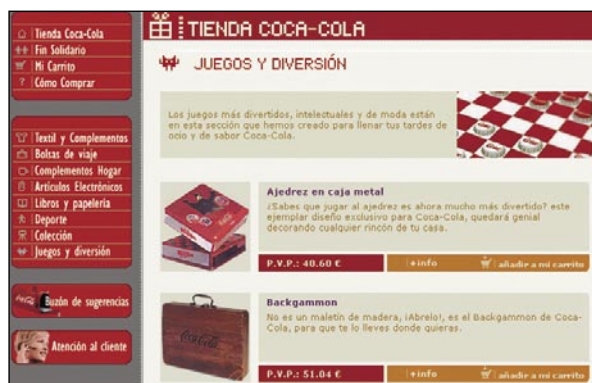 Tienda Coca-Cola
Fin Solidario
Mi Carrito
? Cómo Comprar
Textil y Complementos
Bolsas de viaje
Complementos Hogar
Artículos Electrónicos
Libros y papelería
Deporte
Colección
Juegos y diversión
Buzón de sugerencias
Atención al cliente
TIENDA COCA-COLA
JUEGOS Y DIVERSIÓN
Los juegos más divertidos, intelectuales y de moda están
en esta sección que hemos creado para llenar tus tardes de
ocio y de sabor Coca-Cola.
Ajedrez en caja metal
¿Sabes que jugar al ajedrez es ahora mucho más divertido? este
ejemplar diseño exclusivo para Coca-Cola, quedará genial
decorando cualquier rincón de tu casa.
P.V.P.: 40.60 €
+info
añadir a mi carrito
Coca-Cola
Backgammon
No es un maletín de madera, ¡Abrelo!, es el Backgammon de Coca-
Cola, para que te lo lleves donde quieras.
P.V.P.: 51.04 €
+info
añadir a mi carrito